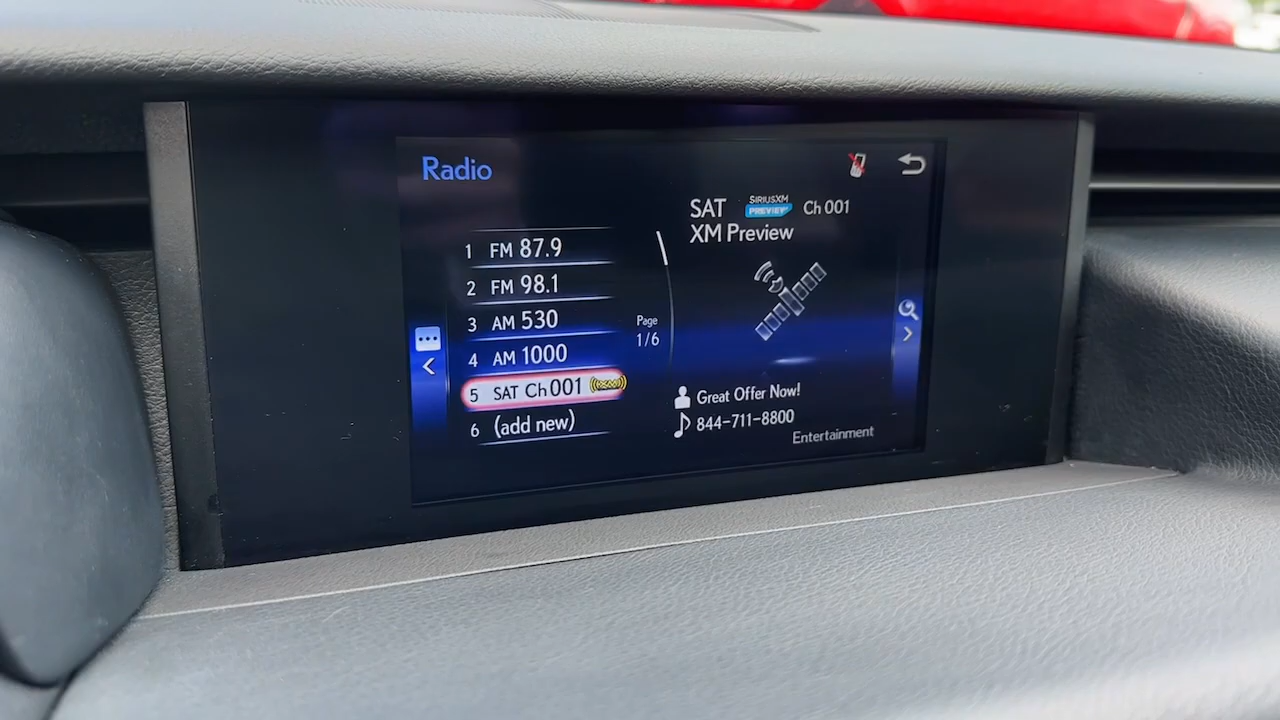 Radio
SAT SIRIUSXM PREVIEW Ch 001
XM Preview
1 FM 87.9
2 FM 98.1
3 AM 530
4 AM 1000
5 SAT Ch 001
6 (add new)
Page
1/6
Great Offer Now!
844-711-8800
Entertainment